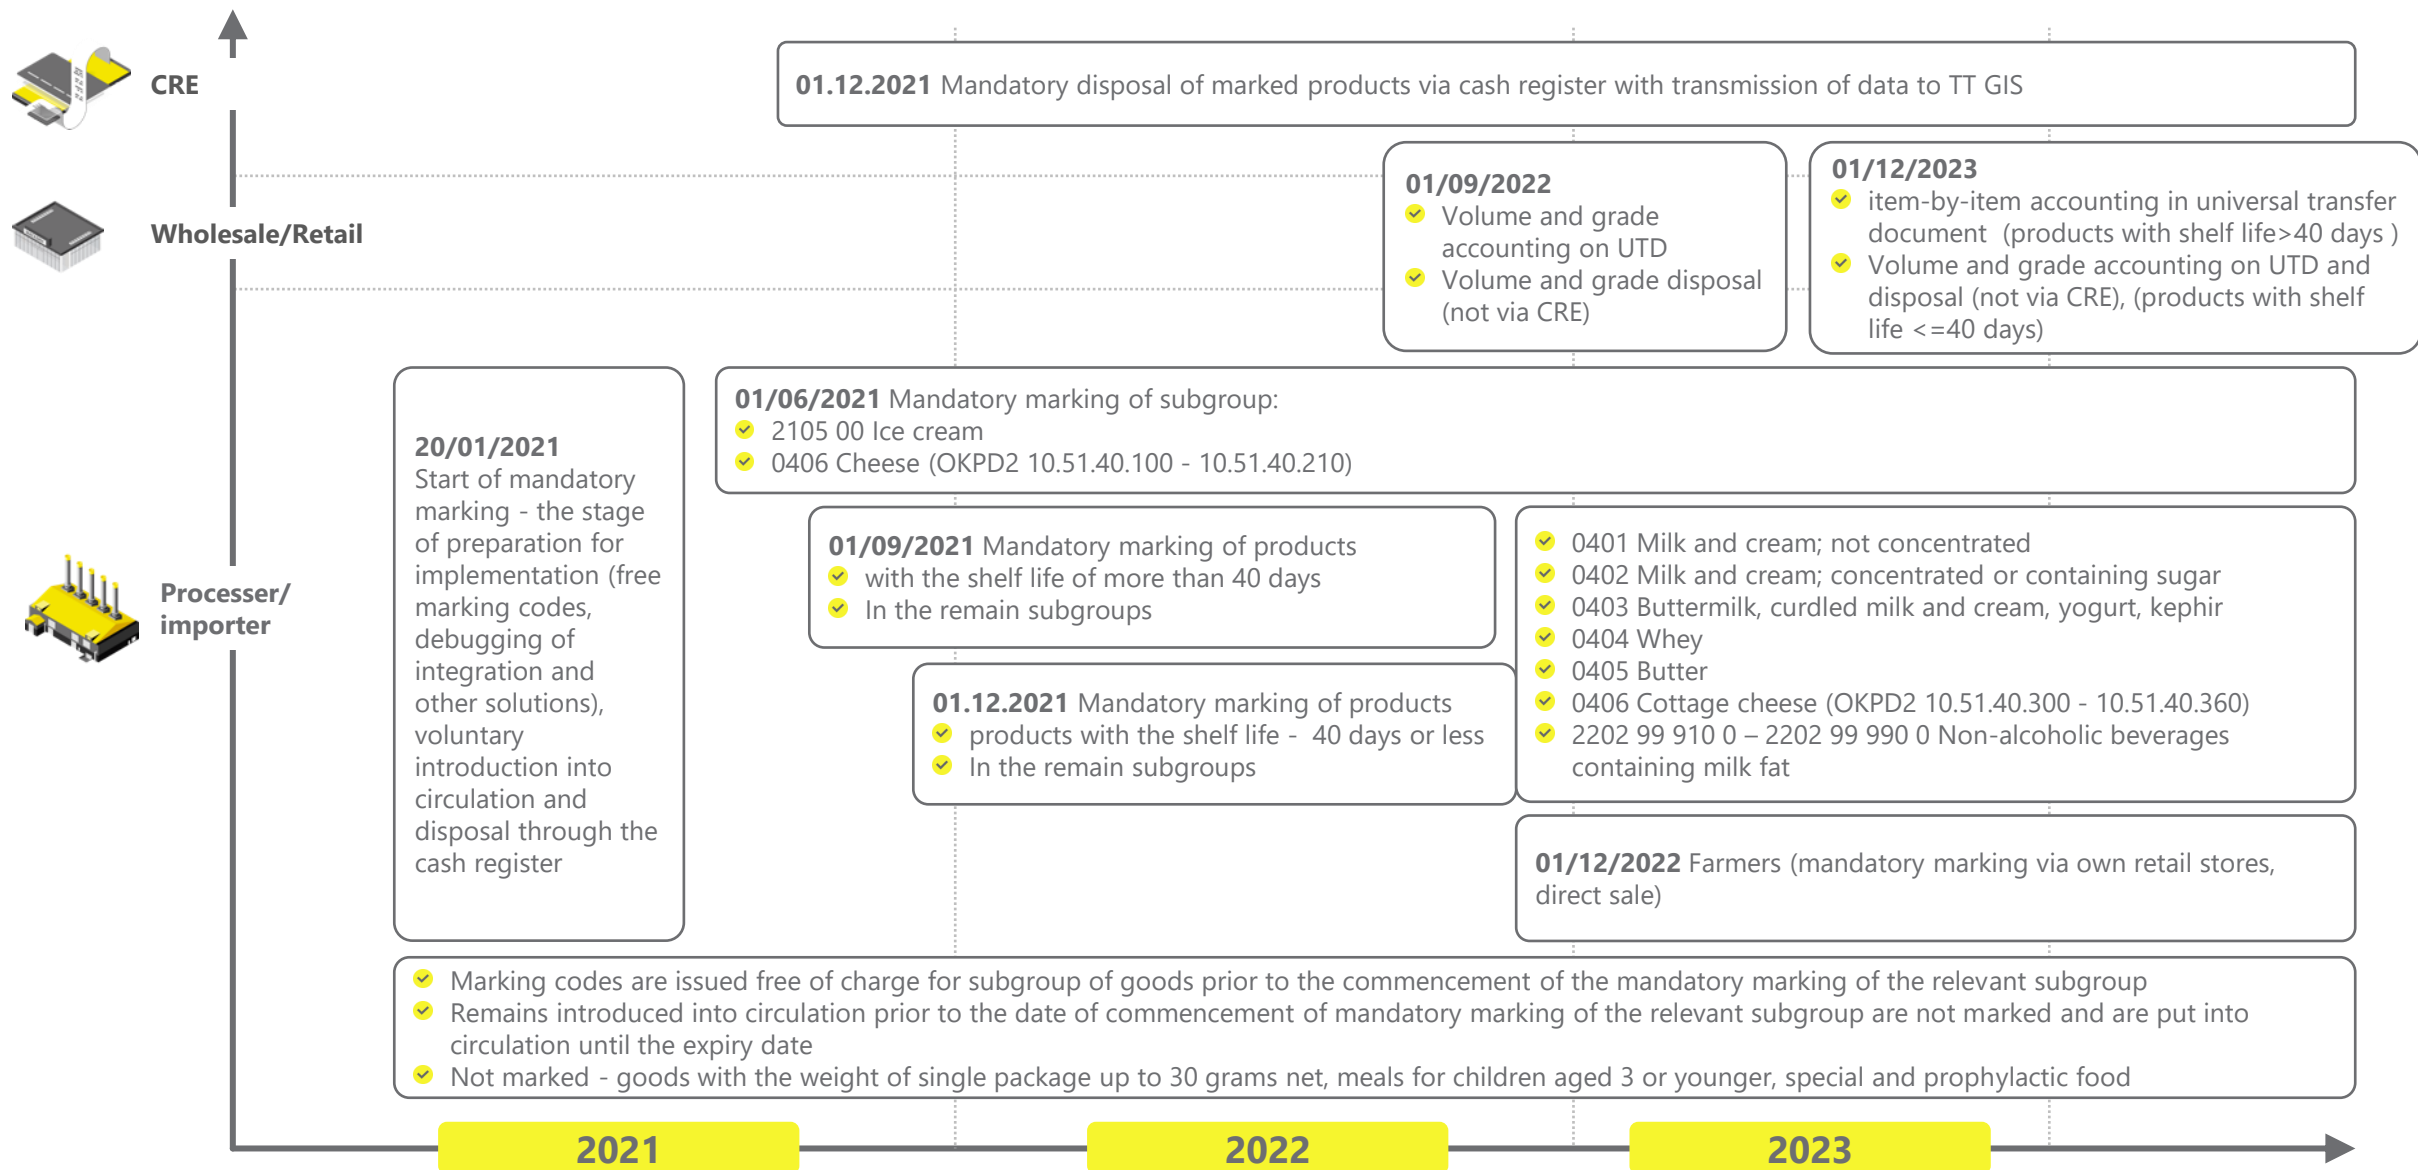 CRE
01.12.2021 Mandatory disposal of marked products via cash register with transmission of data to TT GIS
Wholesale/Retail
01/09/2022
Volume and grade
accounting on UTD
Volume and grade disposal
(not via CRE)
01/12/2023
item-by-item accounting in universal transfer
document (products with shelf life>40 days )
Volume and grade accounting on UTD and
disposal (not via CRE), (products with shelf
life <=40 days)
Processer/
importer
20/01/2021
Start of mandatory
marking - the stage
of preparation for
implementation (free
marking codes,
debugging of
integration and
other solutions),
voluntary
introduction into
circulation and
disposal through the
cash register
01/06/2021 Mandatory marking of subgroup:
2105 00 Ice cream
0406 Cheese (OKPD2 10.51.40.100 - 10.51.40.210)
01/09/2021 Mandatory marking of products
with the shelf life of more than 40 days
In the remain subgroups
01.12.2021 Mandatory marking of products
products with the shelf life - 40 days or less
In the remain subgroups
0401 Milk and cream; not concentrated
0402 Milk and cream; concentrated or containing sugar
0403 Buttermilk, curdled milk and cream, yogurt, kephir
0404 Whey
0405 Butter
0406 Cottage cheese (OKPD2 10.51.40.300 - 10.51.40.360)
2202 99 910 0 – 2202 99 990 0 Non-alcoholic beverages
containing milk fat
01/12/2022 Farmers (mandatory marking via own retail stores,
direct sale)
Marking codes are issued free of charge for subgroup of goods prior to the commencement of the mandatory marking of the relevant subgroup
Remains introduced into circulation prior to the date of commencement of mandatory marking of the relevant subgroup are not marked and are put into
circulation until the expiry date
Not marked - goods with the weight of single package up to 30 grams net, meals for children aged 3 or younger, special and prophylactic food
2021
2022
2023